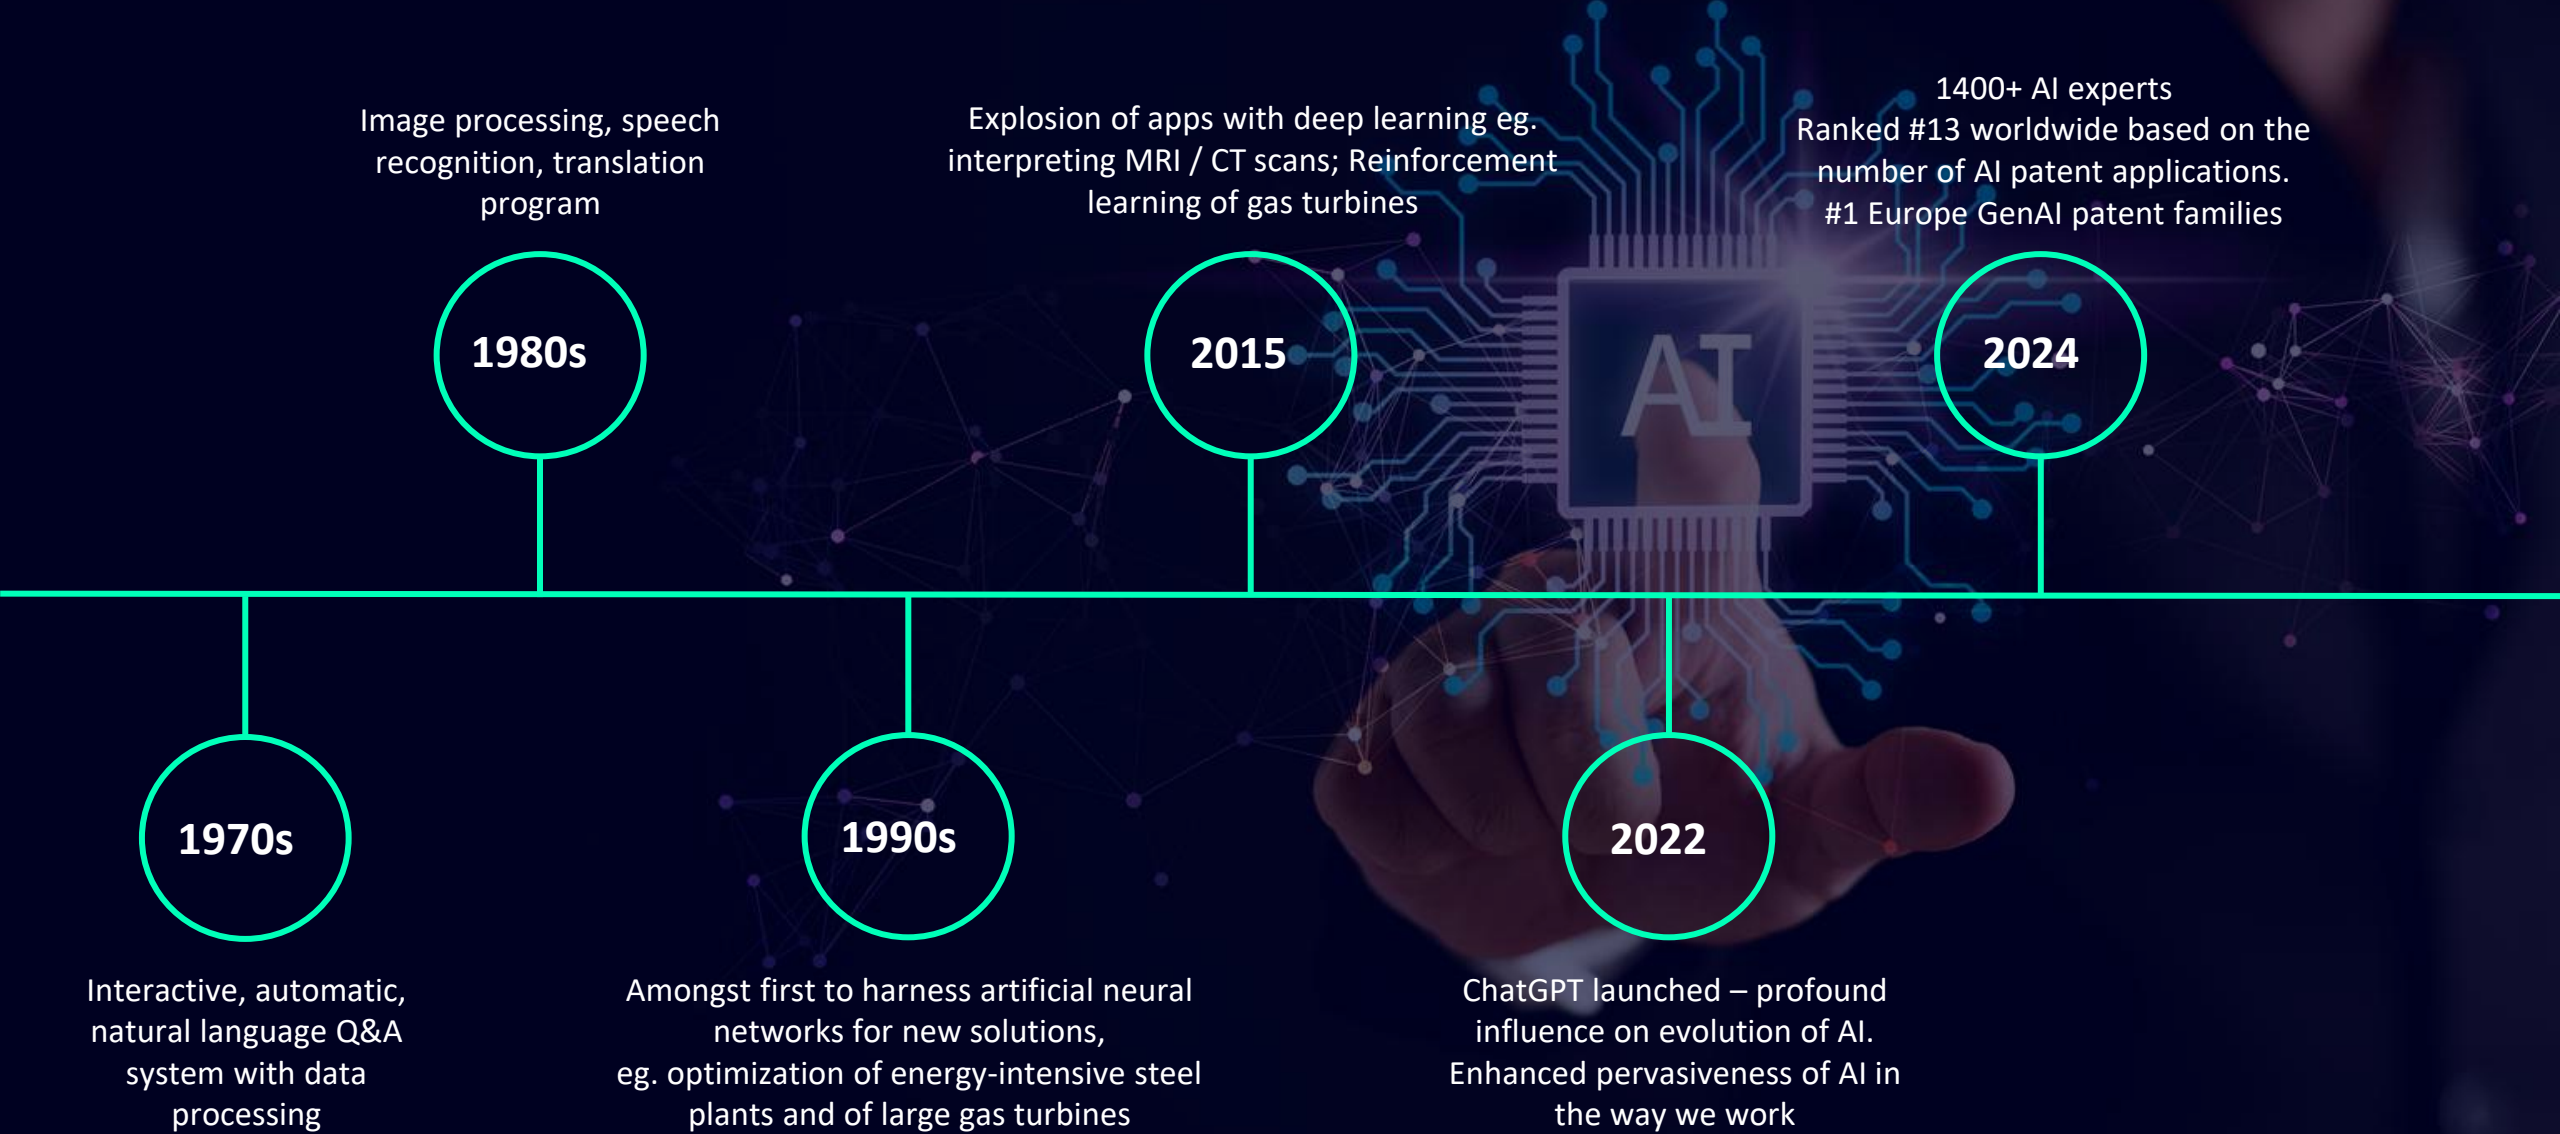 Image processing, speech
recognition, translation
program
1980s
Explosion of apps with deep learning eg.
interpreting MRI / CT scans; Reinforcement
learning of gas turbines
2015
1400+ AI experts
Ranked #13 worldwide based on the
number of AI patent applications.
#1 Europe GenAI patent families
2024
AI
1970s
Interactive, automatic,
natural language Q&A
system with data
processing
1990s
Amongst first to harness artificial neural
networks for new solutions,
eg. optimization of energy-intensive steel
plants and of large gas turbines
2022
ChatGPT launched – profound
influence on evolution of AI.
Enhanced pervasiveness of AI in
the way we work